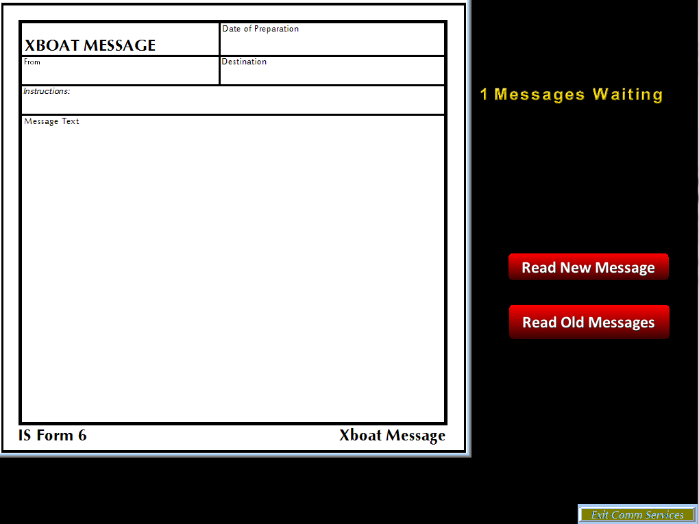 Date of Preparation
XBOAT MESSAGE
From
Destination
Instructions:
Message Text
IS Form 6
Xboat Message
1 Messages Waiting
Read New Message
Read Old Messages
Exit Comm Services